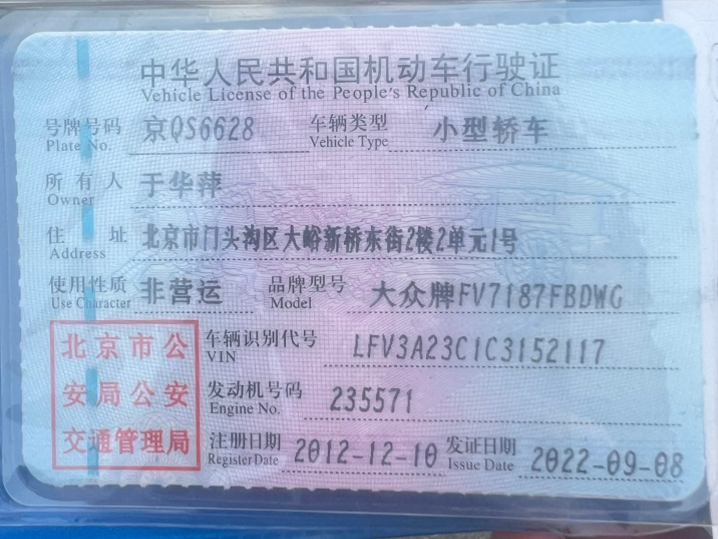 中华人民共和国机动车行驶证
Vehicle License of the People's Republic of China
号牌号码 京QS6628 车辆类型 小型轿车
Plate No. Vehicle Type
所有人 于华萍
Owner
住址 北京市门头沟区大峪新桥东街2楼2单元1号
Address
使用性质 非营运 品牌型号 大众牌FV7187FBDWG
Use Character Model
北京市公安局公安交通管理局
车辆识别代号 LFV3A23C1C3152117
VIN
发动机号码 235571
Engine No.
注册日期 2012-12-10 发证日期 2022-09-08
Register Date Issue Date